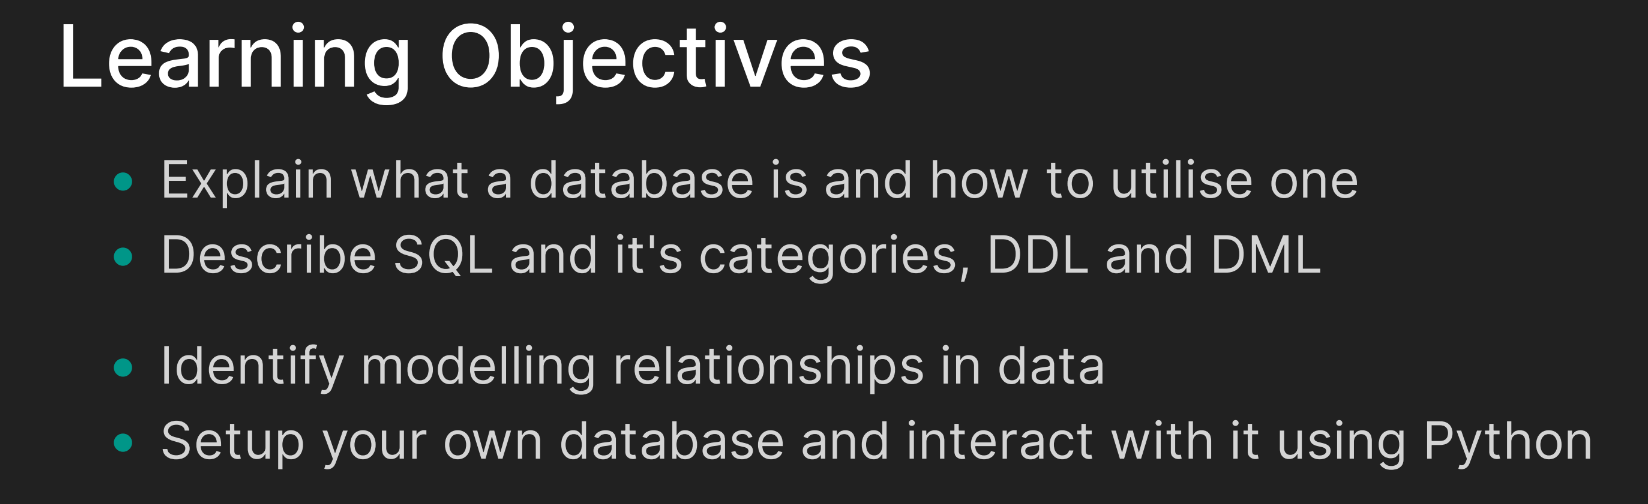 Learning Objectives
Explain what a database is and how to utilise one
Describe SQL and it's categories, DDL and DML
Identify modelling relationships in data
Setup your own database and interact with it using Python